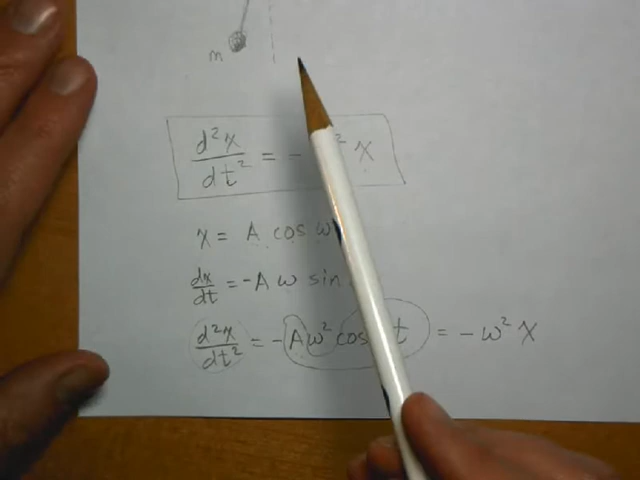 m
d²x/dt² = - ² x
x = A cos ω
dx/dt = -A ω sin
d²x/dt² = -Aω² cos t = -ω² x